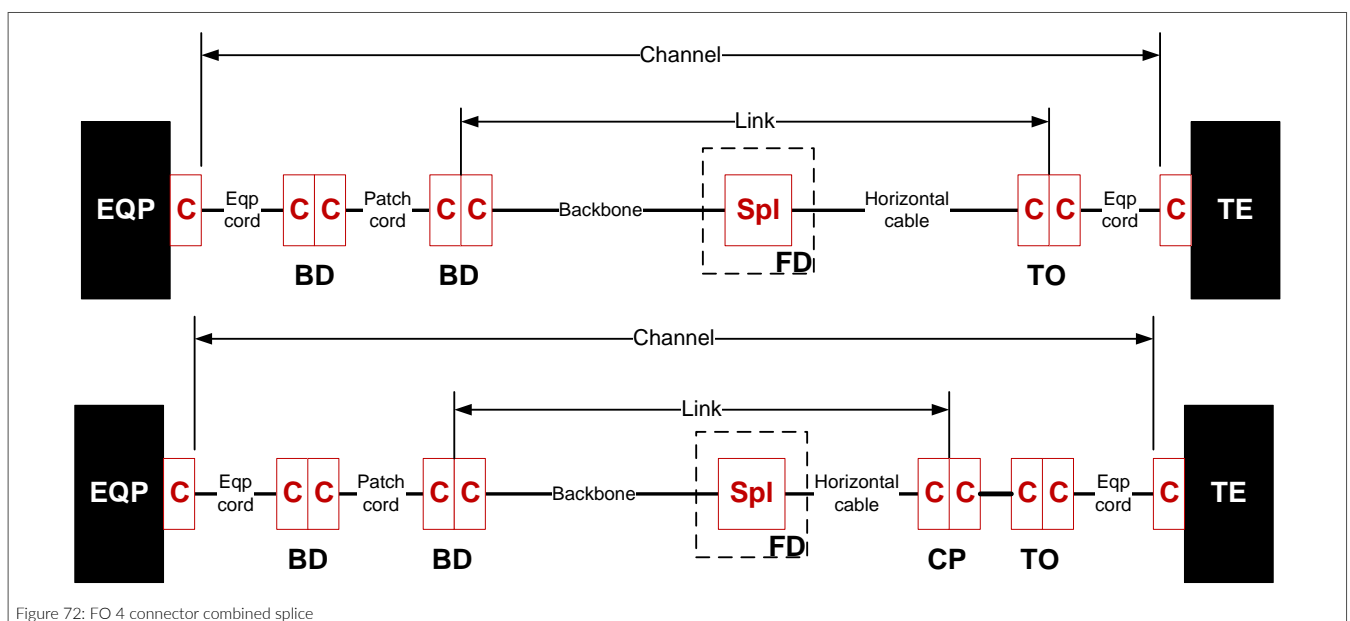 Channel
Link
EQP C Eqp cord C C Patch cord C C Backbone Spl Horizontal cable C C Eqp cord C TE
BD BD FD TO
Channel
Link
EQP C Eqp cord C C Patch cord C C Backbone Spl Horizontal cable C C C C Eqp cord C TE
BD BD FD CP TO
Figure 72: FO 4 connector combined splice